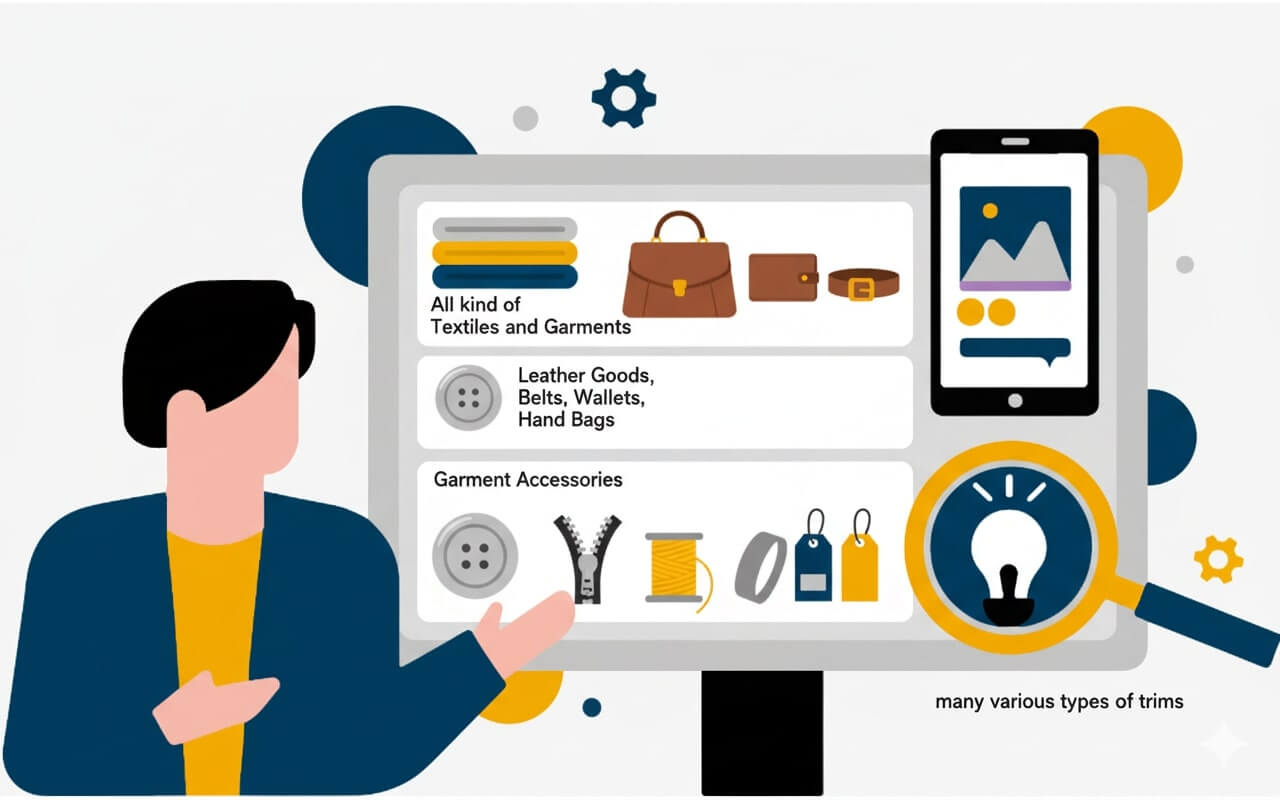 All kind of
Textiles and Garments
Leather Goods,
Belts, Wallets,
Hand Bags
Garment Accessories
many various types of trims